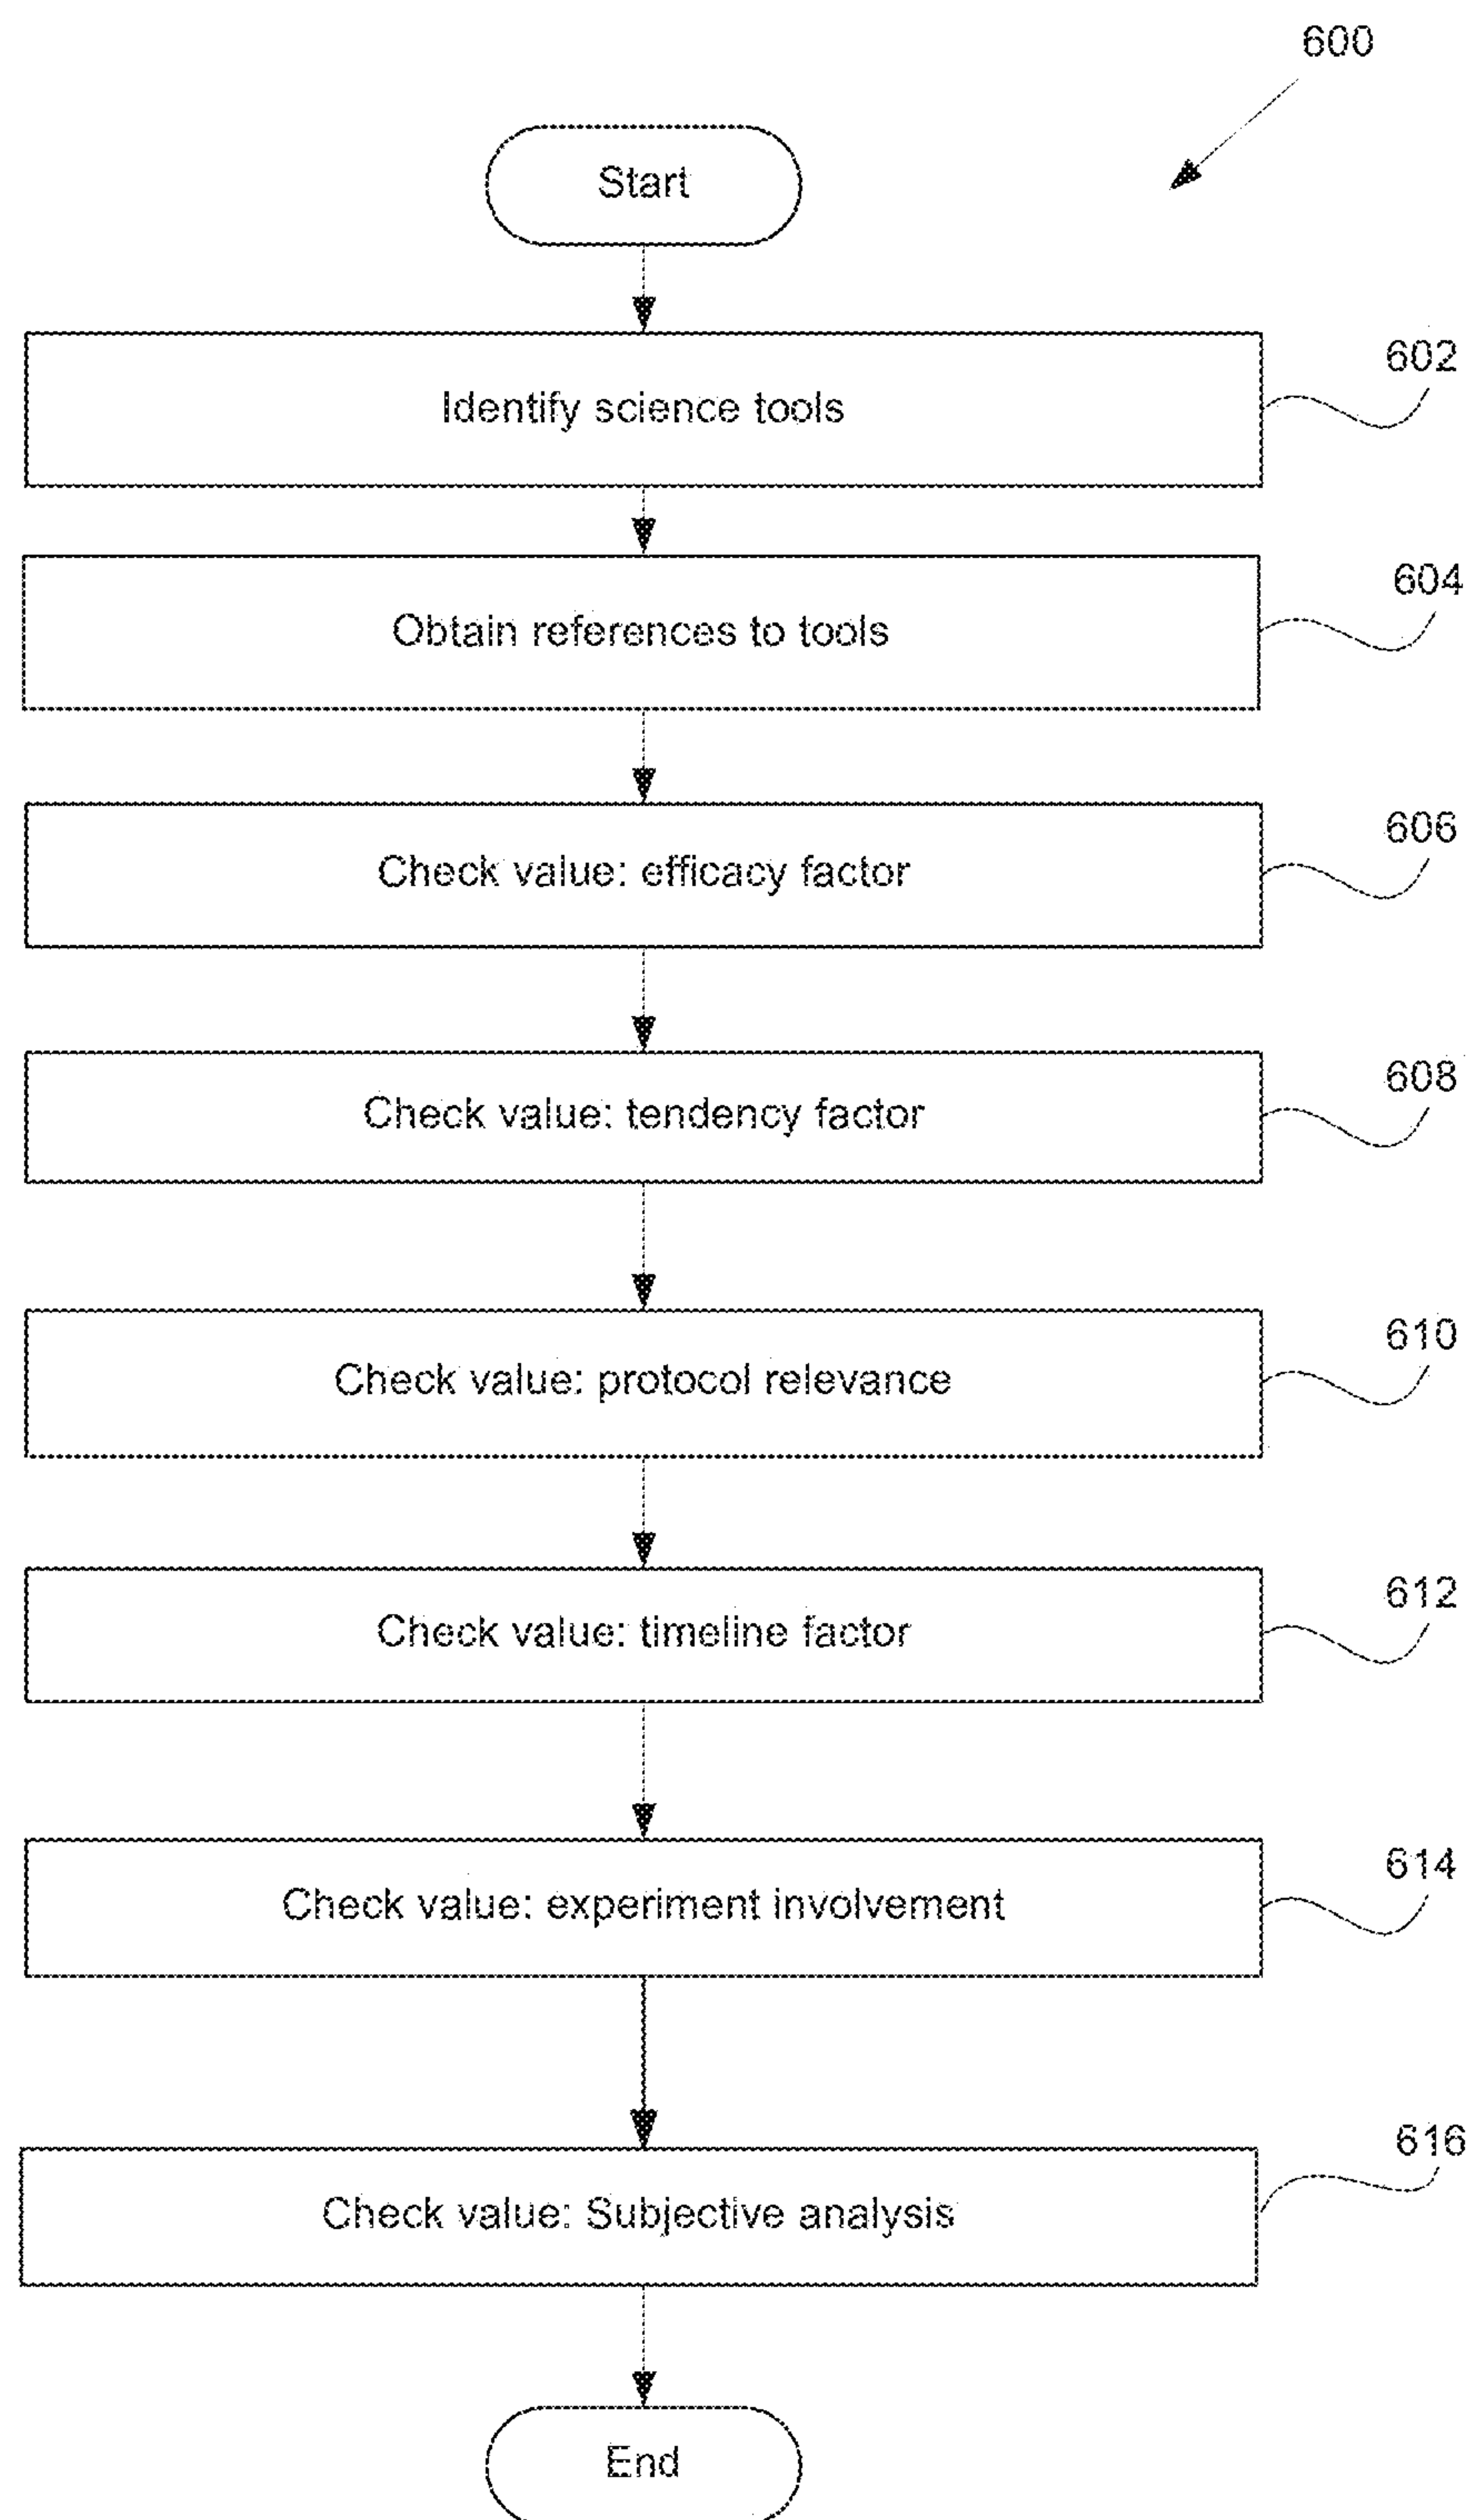 600
Start
Identify science tools
602
Obtain references to tools
604
Check value: efficacy factor
606
Check value: tendency factor
608
Check value: protocol relevance
610
Check value: timeline factor
612
Check value: experiment involvement
614
Check value: Subjective analysis
616
End